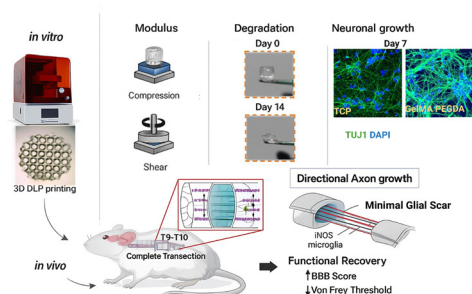 in vitro
Modulus
Degradation
Neuronal growth
Day 0
Day 7
Compression
TCP
GelMA PEGDA
Day 14
TUJ1 DAPI
Shear
3D DLP printing
Directional Axon growth
Minimal Glial Scar
T9-T10
iNOS
microglia
Complete Transection
in vivo
Functional Recovery
↑BBB Score
↓Von Frey Threshold